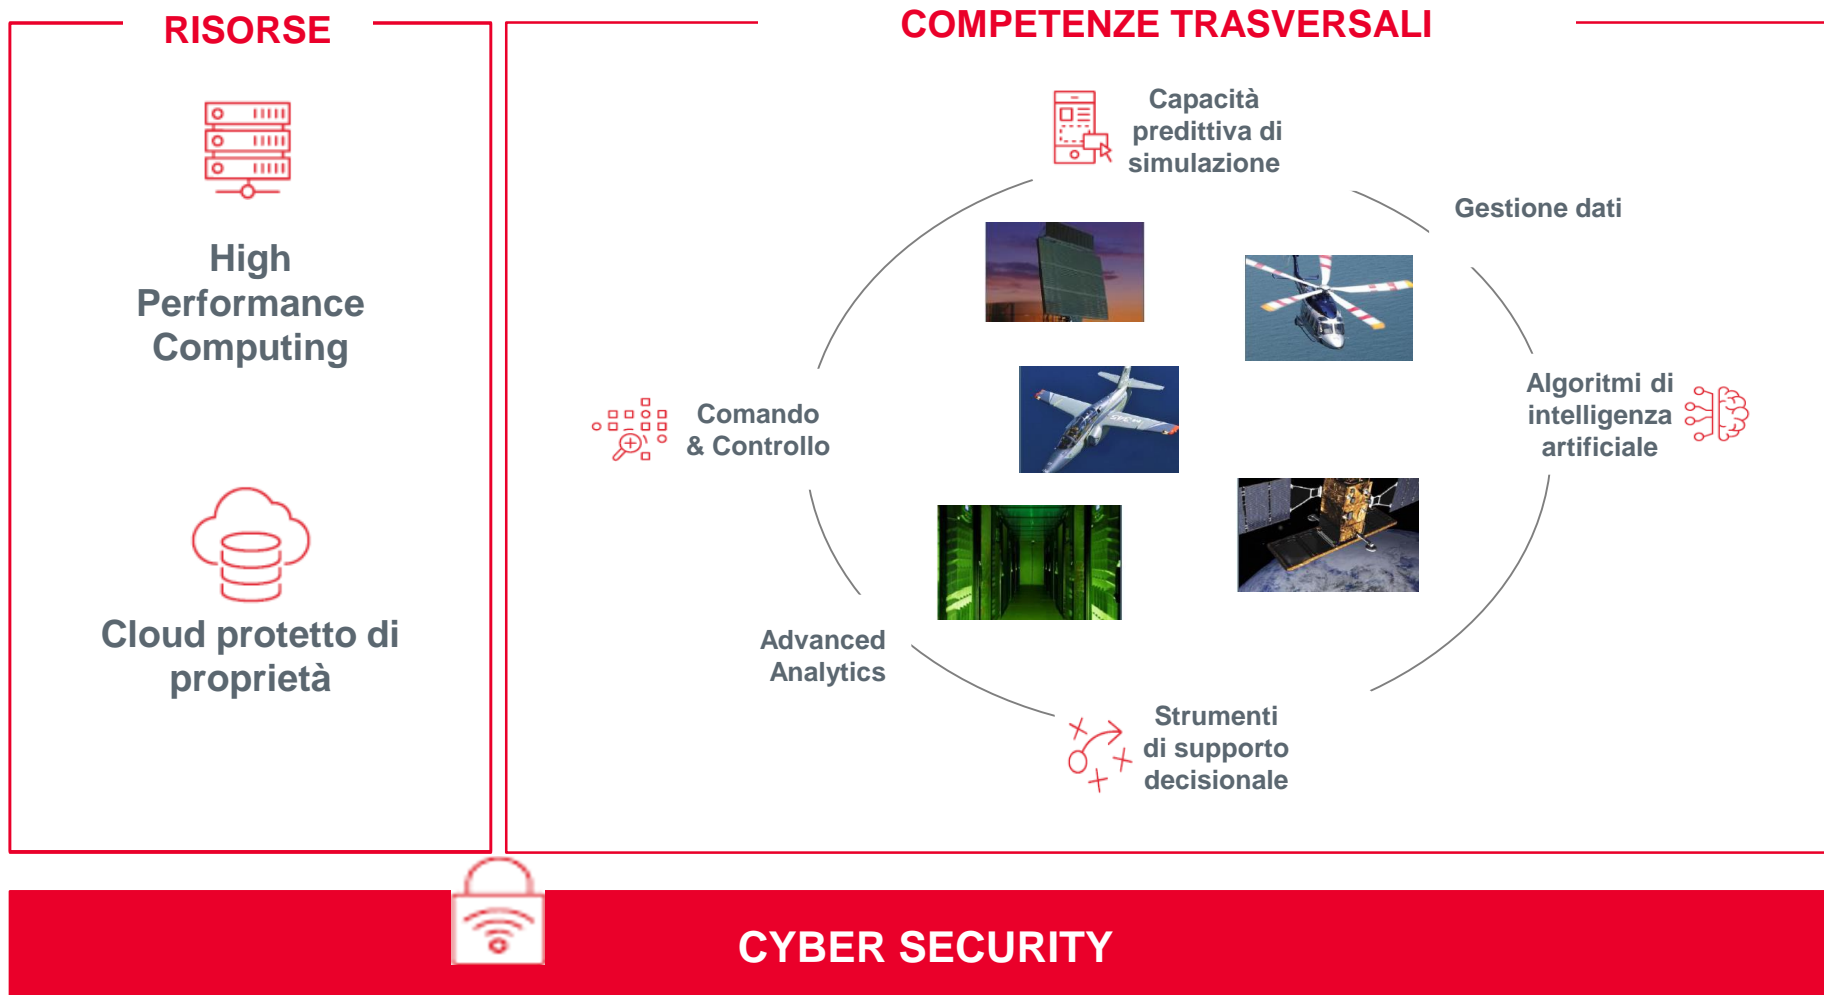 RISORSE
High
Performance
Computing
Cloud protetto di
proprietà
COMPETENZE TRASVERSALI
Capacità
predittiva di
simulazione
Gestione dati
Algoritmi di
intelligenza
artificiale
Strumenti
di supporto
decisionale
Advanced
Analytics
Comando
& Controllo
CYBER SECURITY